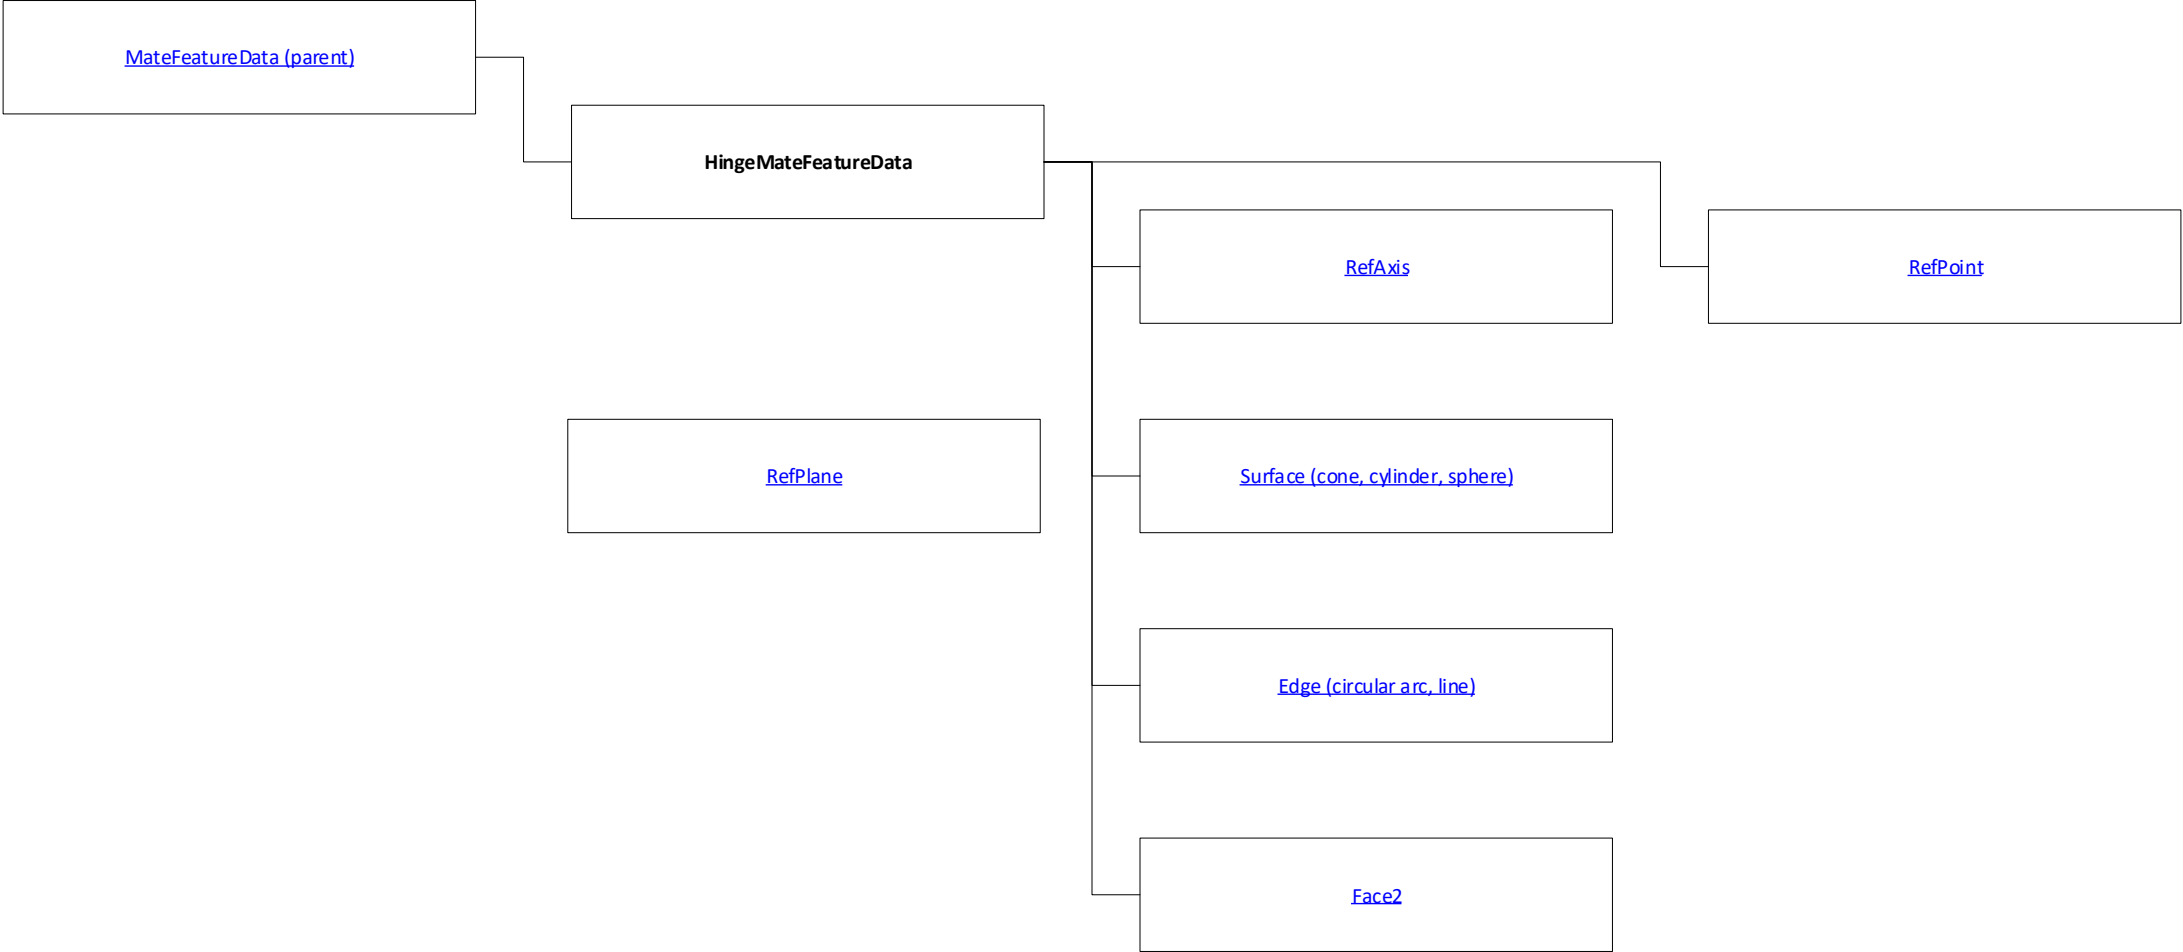 MateFeatureData (parent)
HingeMateFeatureData
RefAxis
RefPoint
RefPlane
Surface (cone, cylinder, sphere)
Edge (circular arc, line)
Face2